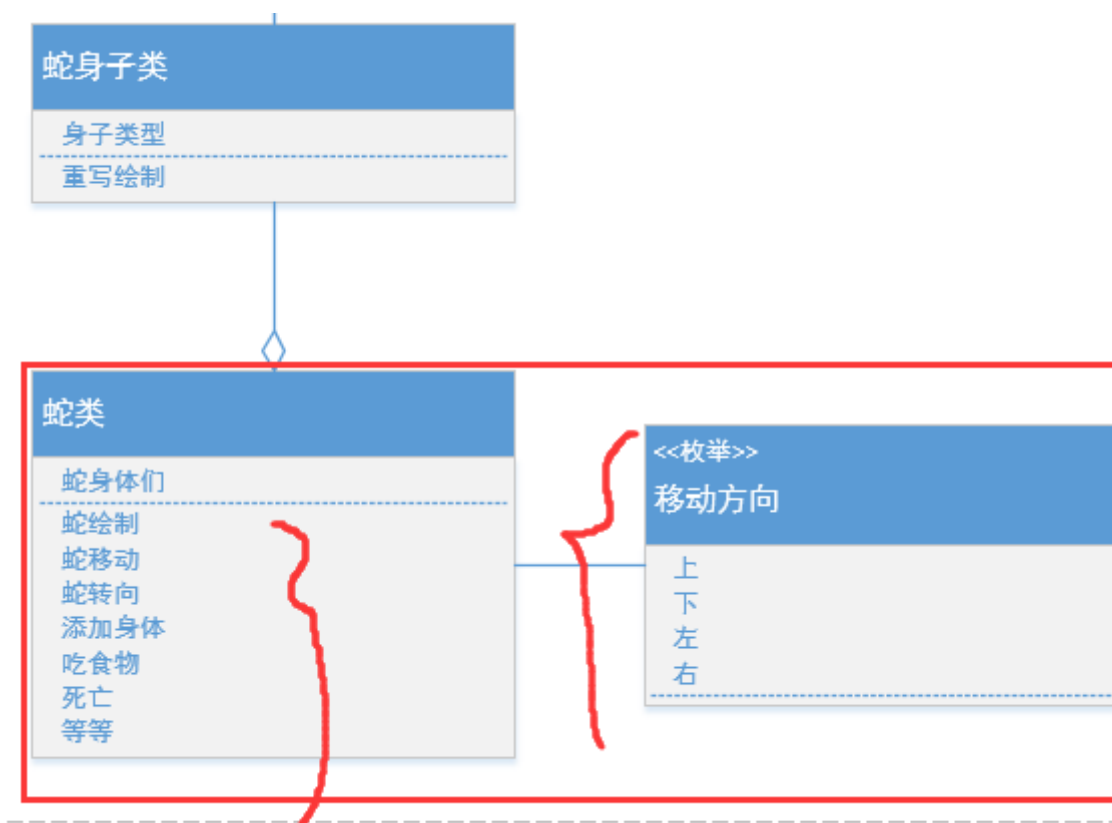 蛇身子类
身子类型
重写绘制
蛇类
蛇身体们
蛇绘制
蛇移动
蛇转向
添加身体
吃食物
死亡
等等
<<枚举>>
移动方向
上
下
左
右